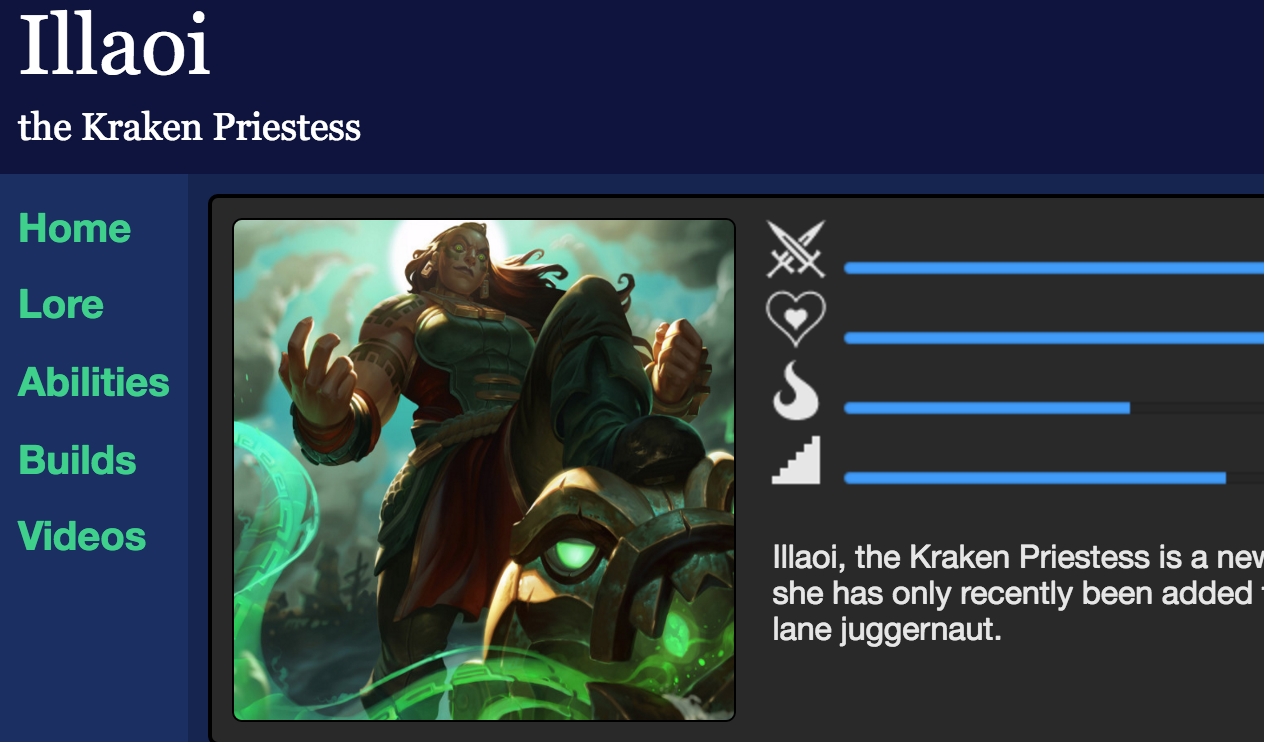 Illaoi
the Kraken Priestess
Home
Lore
Abilities
Builds
Videos
Illaoi, the Kraken Priestess is a new
she has only recently been added
lane juggernaut.